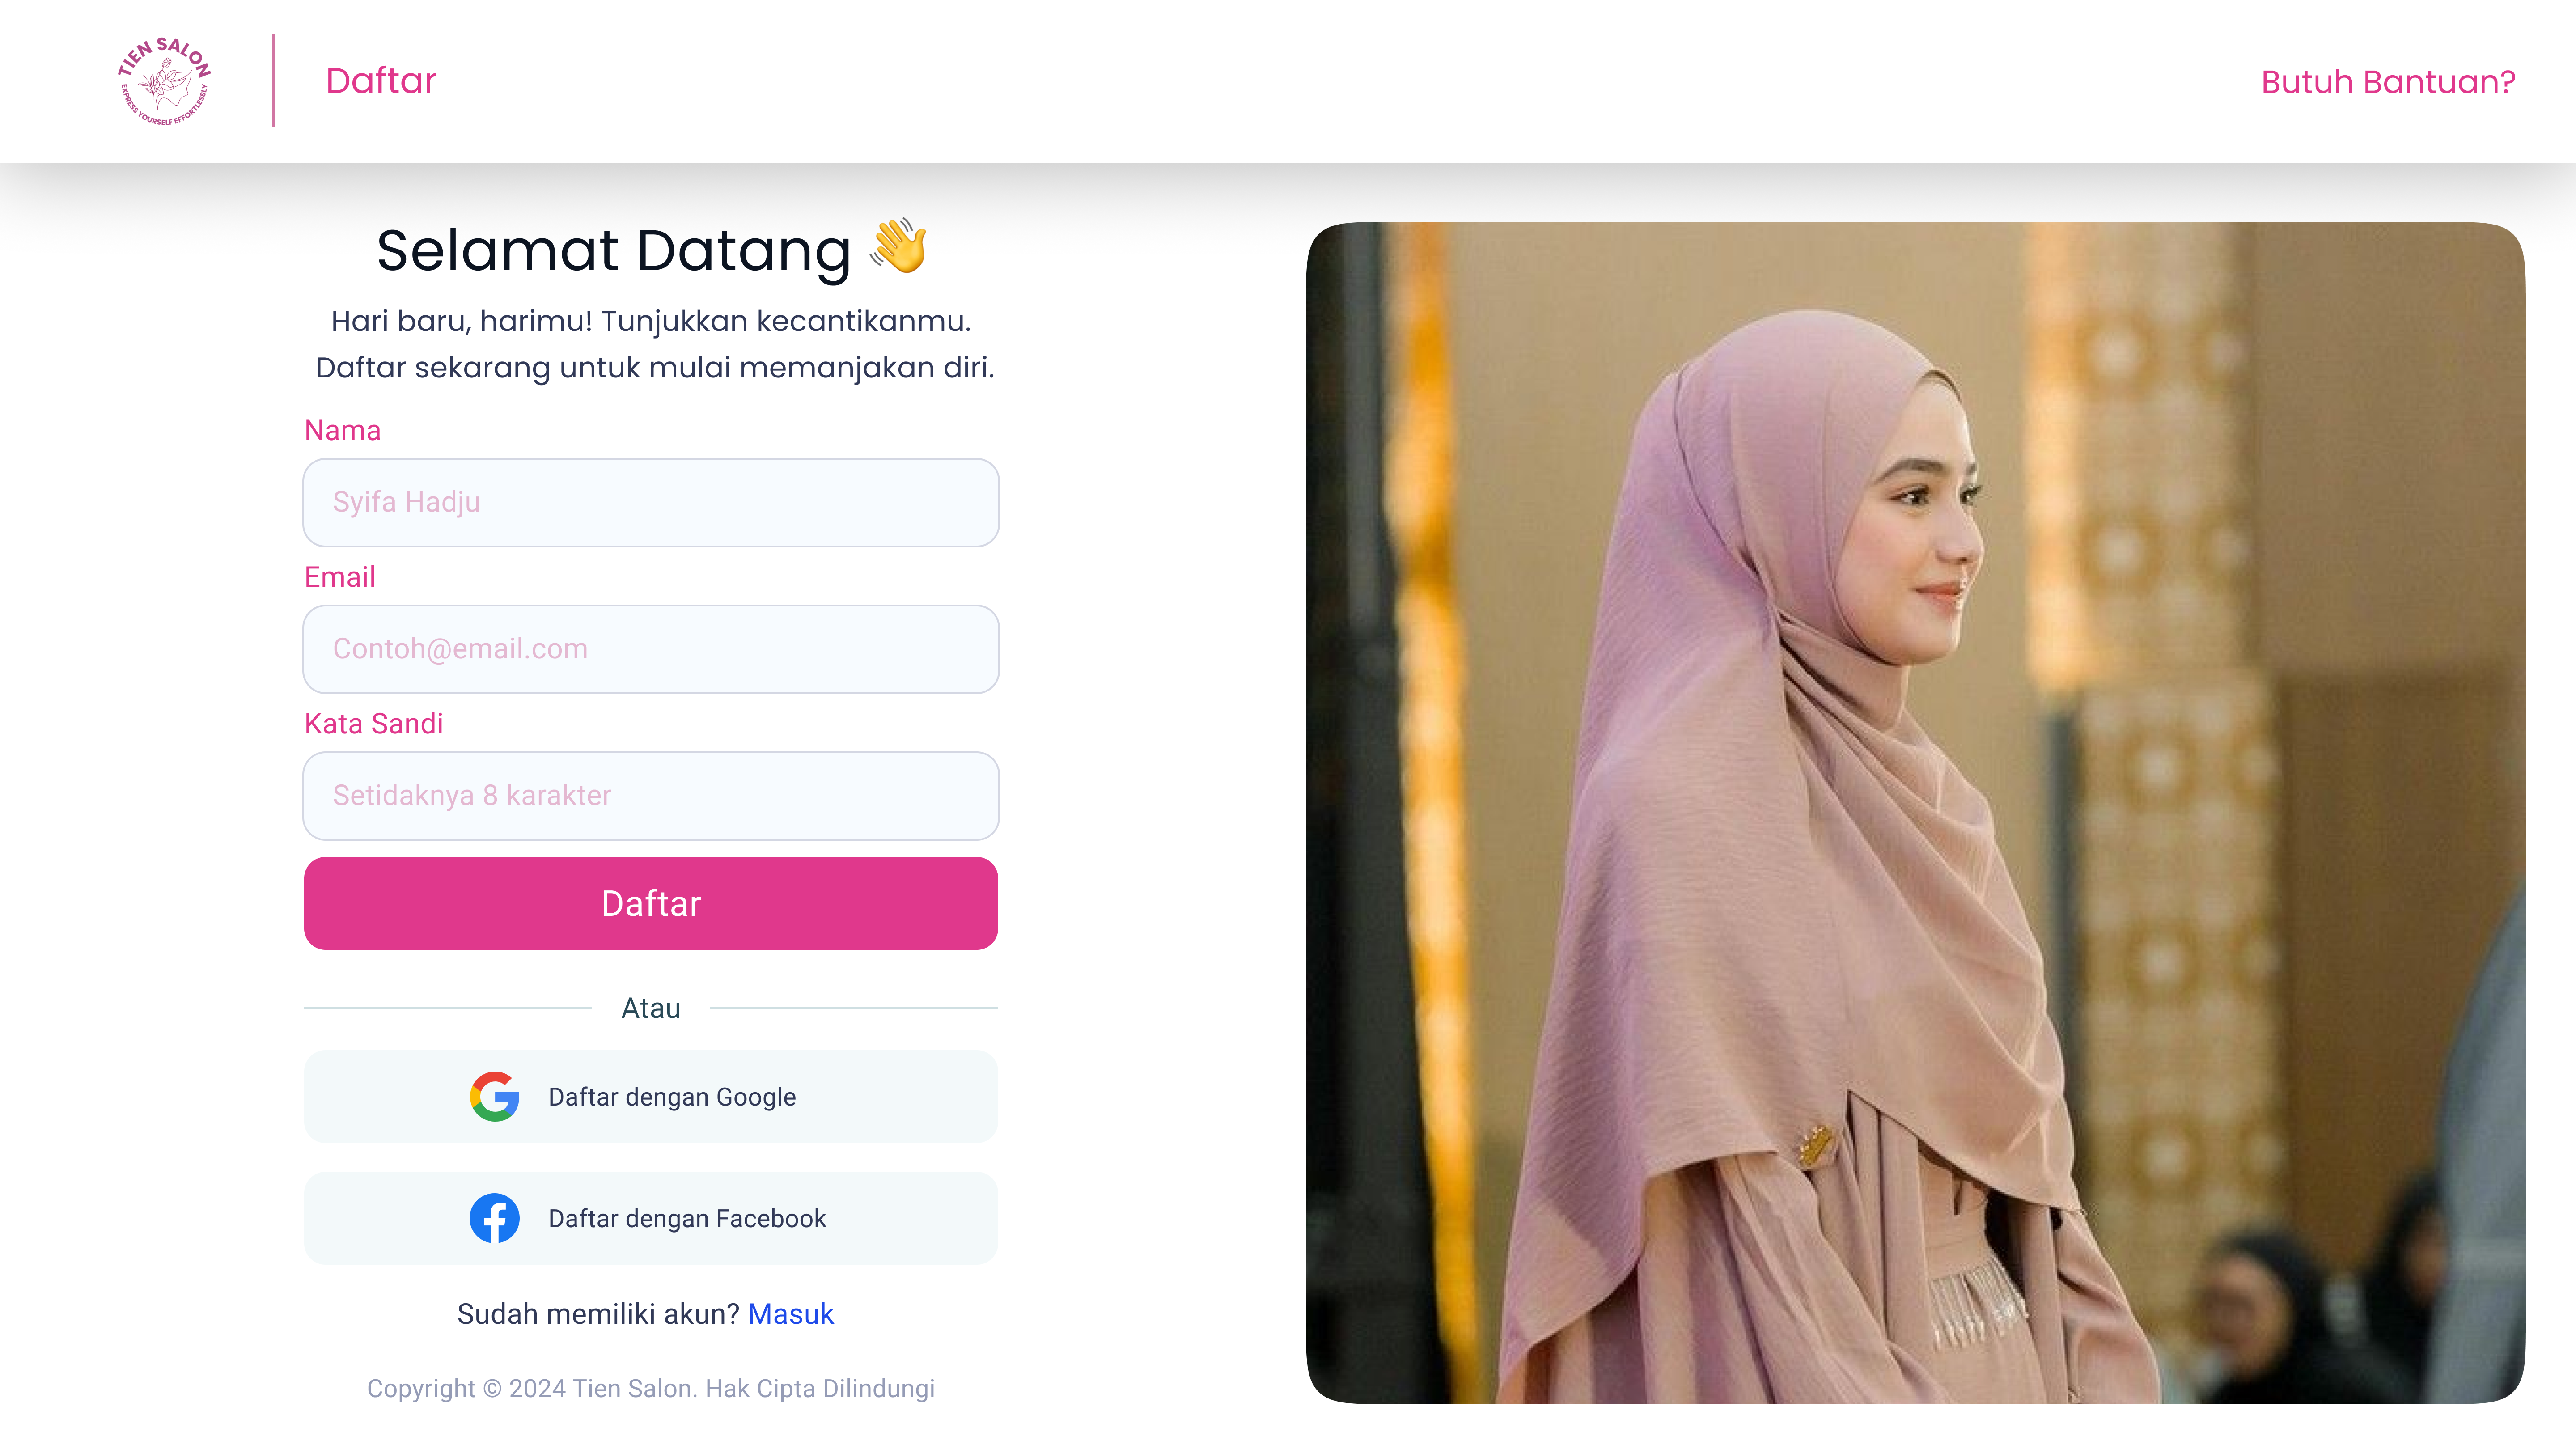 TIEN SALON
EXPRESS YOURSELF EFFORTLESSLY
Daftar
Butuh Bantuan?
Selamat Datang 👋
Hari baru, harimu! Tunjukkan kecantikanmu.
Daftar sekarang untuk mulai memanjakan diri.
Nama
Syifa Hadju
Email
Contoh@email.com
Kata Sandi
Setidaknya 8 karakter
Daftar
Atau
Daftar dengan Google
Daftar dengan Facebook
Sudah memiliki akun? Masuk
Copyright © 2024 Tien Salon. Hak Cipta Dilindungi